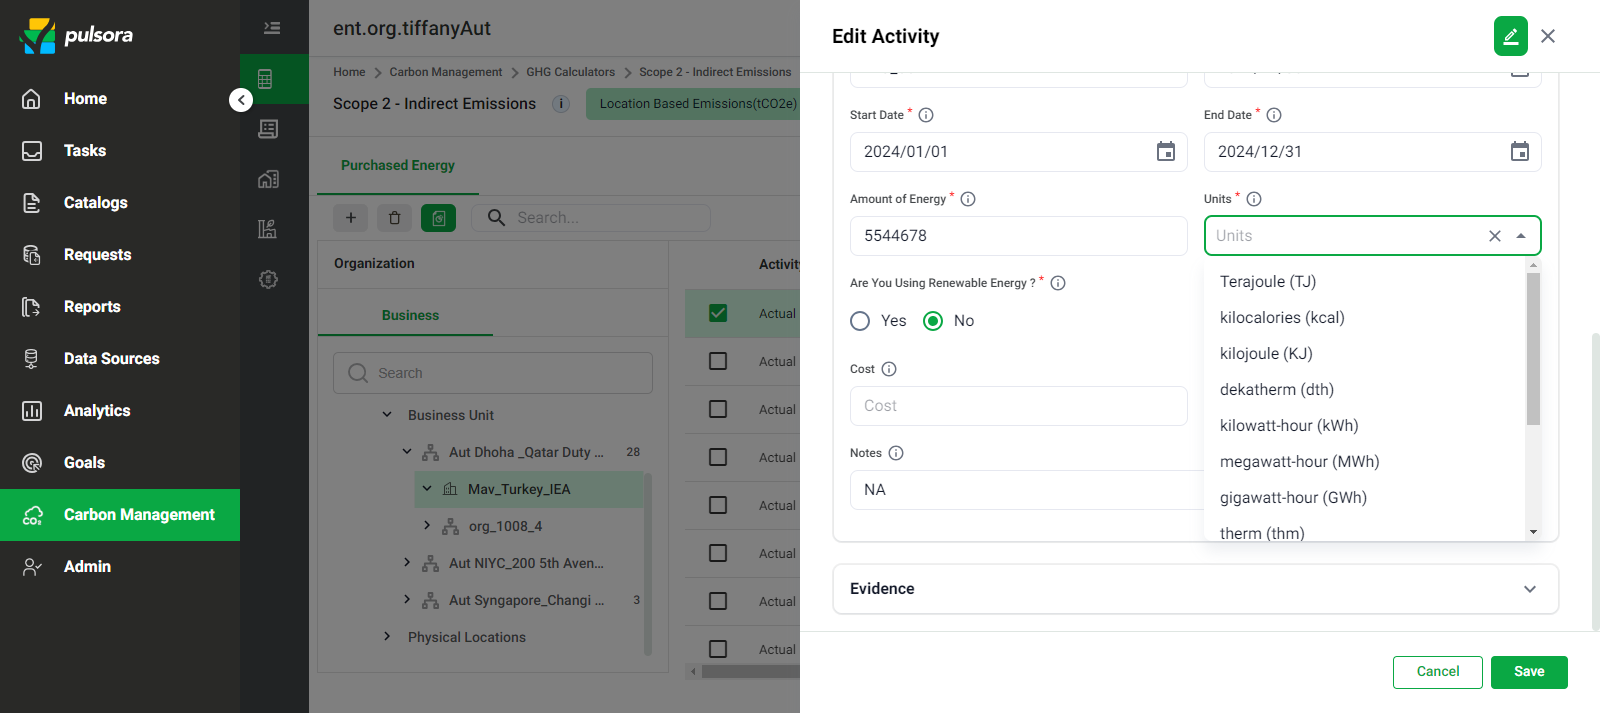 pulsora
Home
Tasks
Catalogs
Requests
Reports
Data Sources
Analytics
Goals
Carbon Management
Admin
ent.org.tiffanyAut
Home > Carbon Management > GHG Calculators > Scope 2 - Indirect Emissions
Scope 2 - Indirect Emissions
Location Based Emissions(tCO2e)
Purchased Energy
Search...
Organization
Business
Search
Business Unit
Aut Dhoha _Qatar Duty ... 28
Mav_Turkey_IEA
org_1008_4
Aut NIYC_200 5th Aven...
Aut Syngapore_Changi ... 3
Physical Locations
Activity
Actual
Actual
Actual
Actual
Actual
Actual
Actual
Actual
Edit Activity
Start Date *
2024/01/01
End Date *
2024/12/31
Amount of Energy *
5544678
Units *
Units
Terajoule (TJ)
kilocalories (kcal)
kilojoule (KJ)
dekatherm (dth)
kilowatt-hour (kWh)
megawatt-hour (MWh)
gigawatt-hour (GWh)
therm (thm)
Are You Using Renewable Energy ? *
Yes
No
Cost
Cost
Notes
NA
Evidence
Cancel
Save